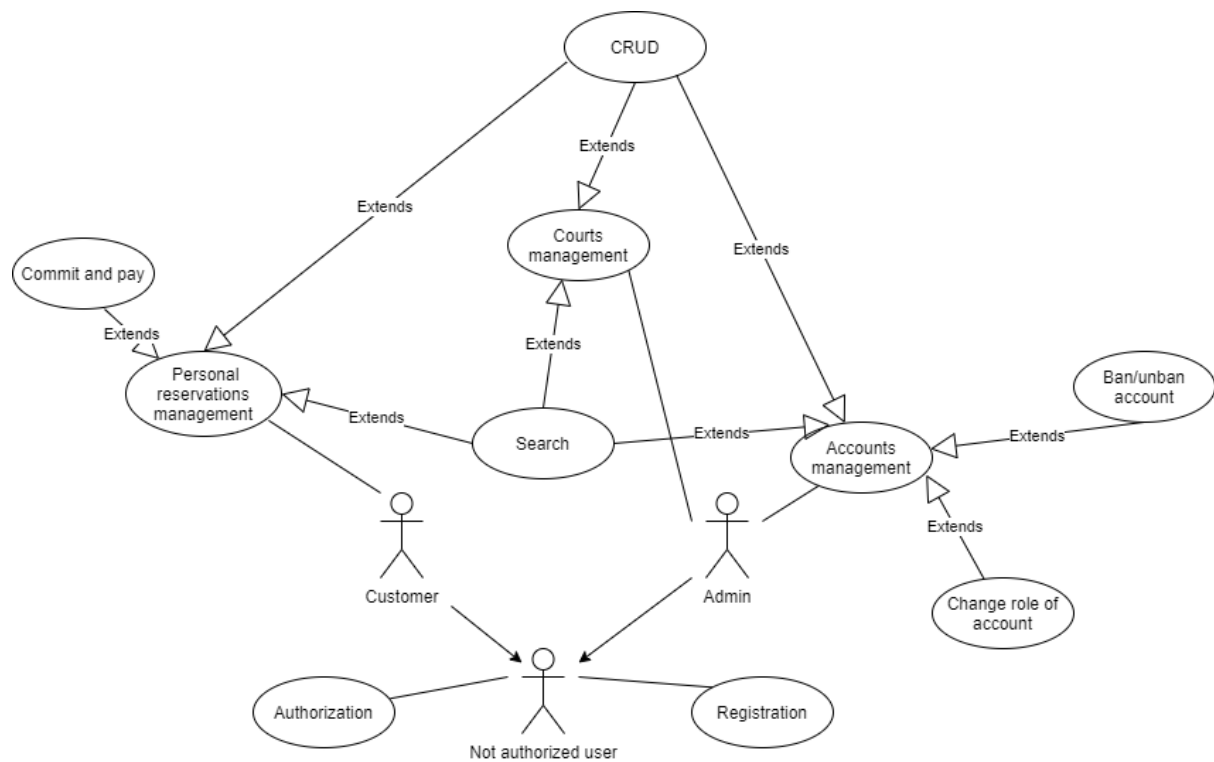 CRUD
Extends
Extends
Extends
Extends
Courts
management
Commit and pay
Extends
Extends
Personal
reservations
management
Extends
Search
Extends
Accounts
management
Ban/unban
account
Extends
Extends
Change role of
account
Customer
Admin
Authorization
Registration
Not authorized user